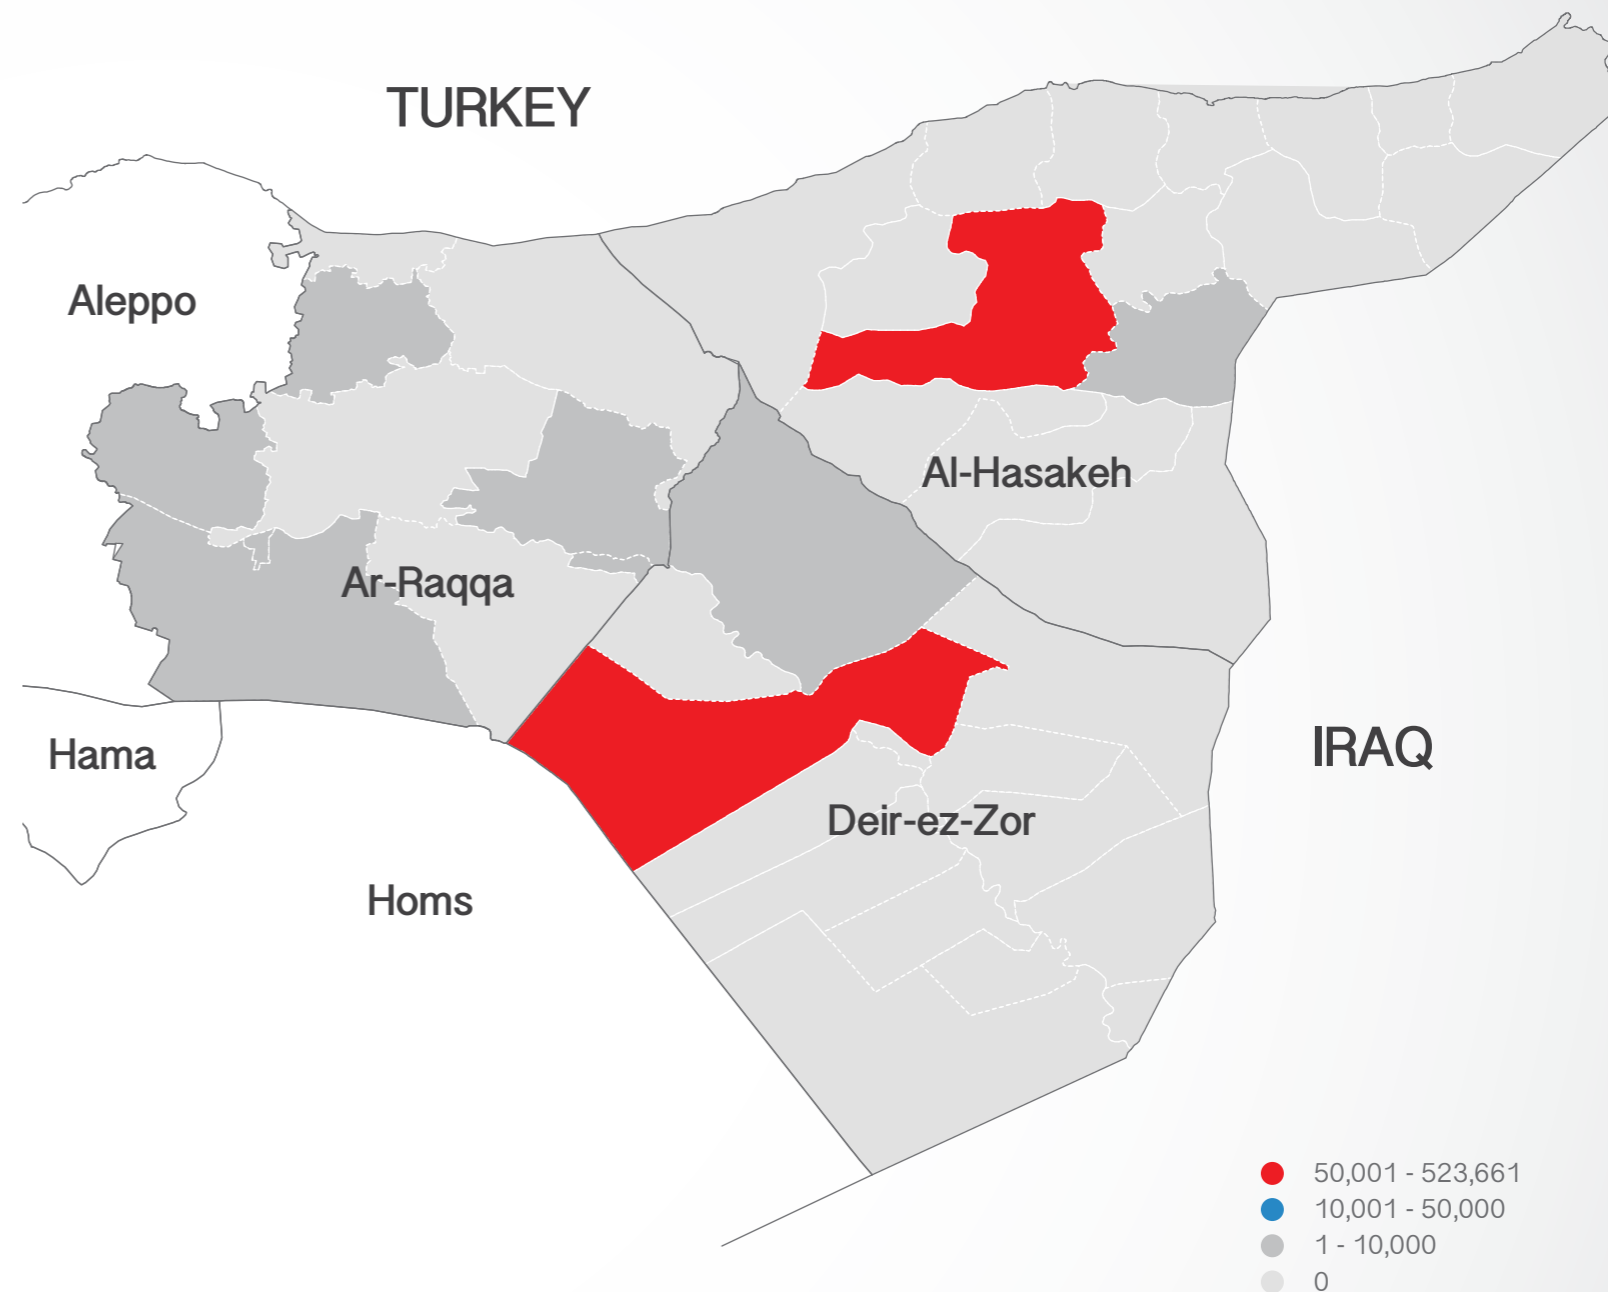 TURKEY
Aleppo
Al-Hasakeh
Ar-Raqqa
Hama
IRAQ
Deir-ez-Zor
Homs
50,001 - 523,661
10,001 - 50,000
1 - 10,000
0